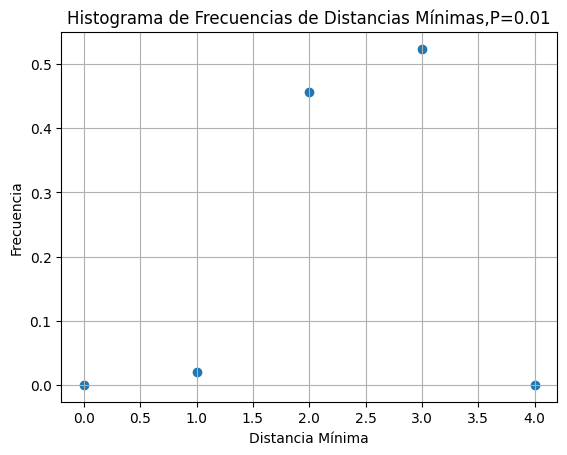 Histograma de Frecuencias de Distancias Mínimas,P=0.01
Frecuencia
0.5
0.4
0.3
0.2
0.1
0.0
0.0 0.5 1.0 1.5 2.0 2.5 3.0 3.5 4.0
Distancia Mínima